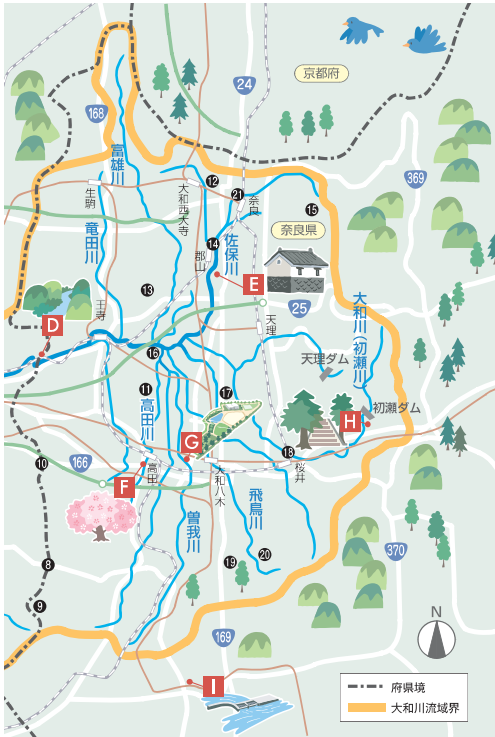 京都府
24
168
富雄川
369
12
21
15
生駒
大和西大寺
奈良
竜田川
14
佐保川
奈良県
郡山
E
13
25
大和川(初瀬川)
王寺
D
天理
16
天理ダム
11
17
高田川
H
初瀬ダム
G
18
10
166
高田
大和八木
桜井
F
飛鳥川
曽我川
8
19
20
370
9
169
N
I
府県境
大和川流域界